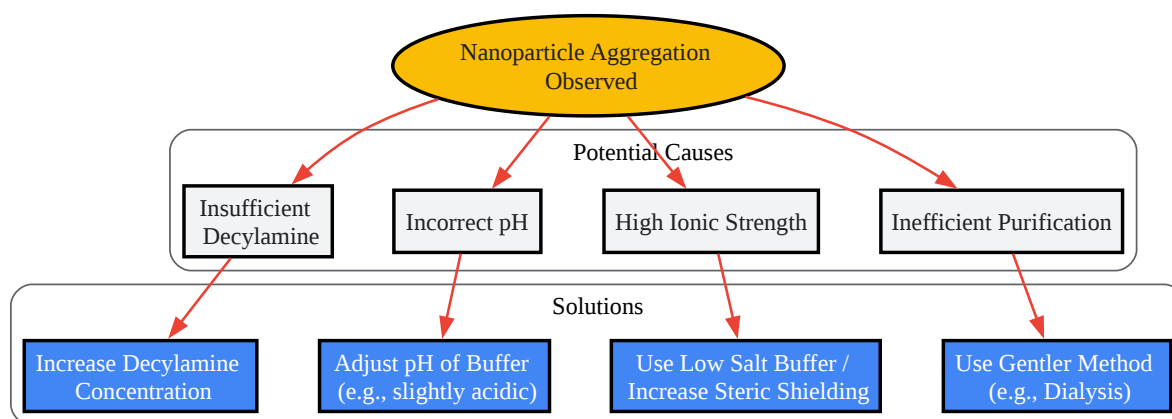 Nanoparticle Aggregation
Observed
Potential Causes
Insufficient
Decylamine
Incorrect pH
High Ionic Strength
Inefficient Purification
Solutions
Increase Decylamine
Concentration
Adjust pH of Buffer
(e.g., slightly acidic)
Use Low Salt Buffer /
Increase Steric Shielding
Use Gentler Method
(e.g., Dialysis)